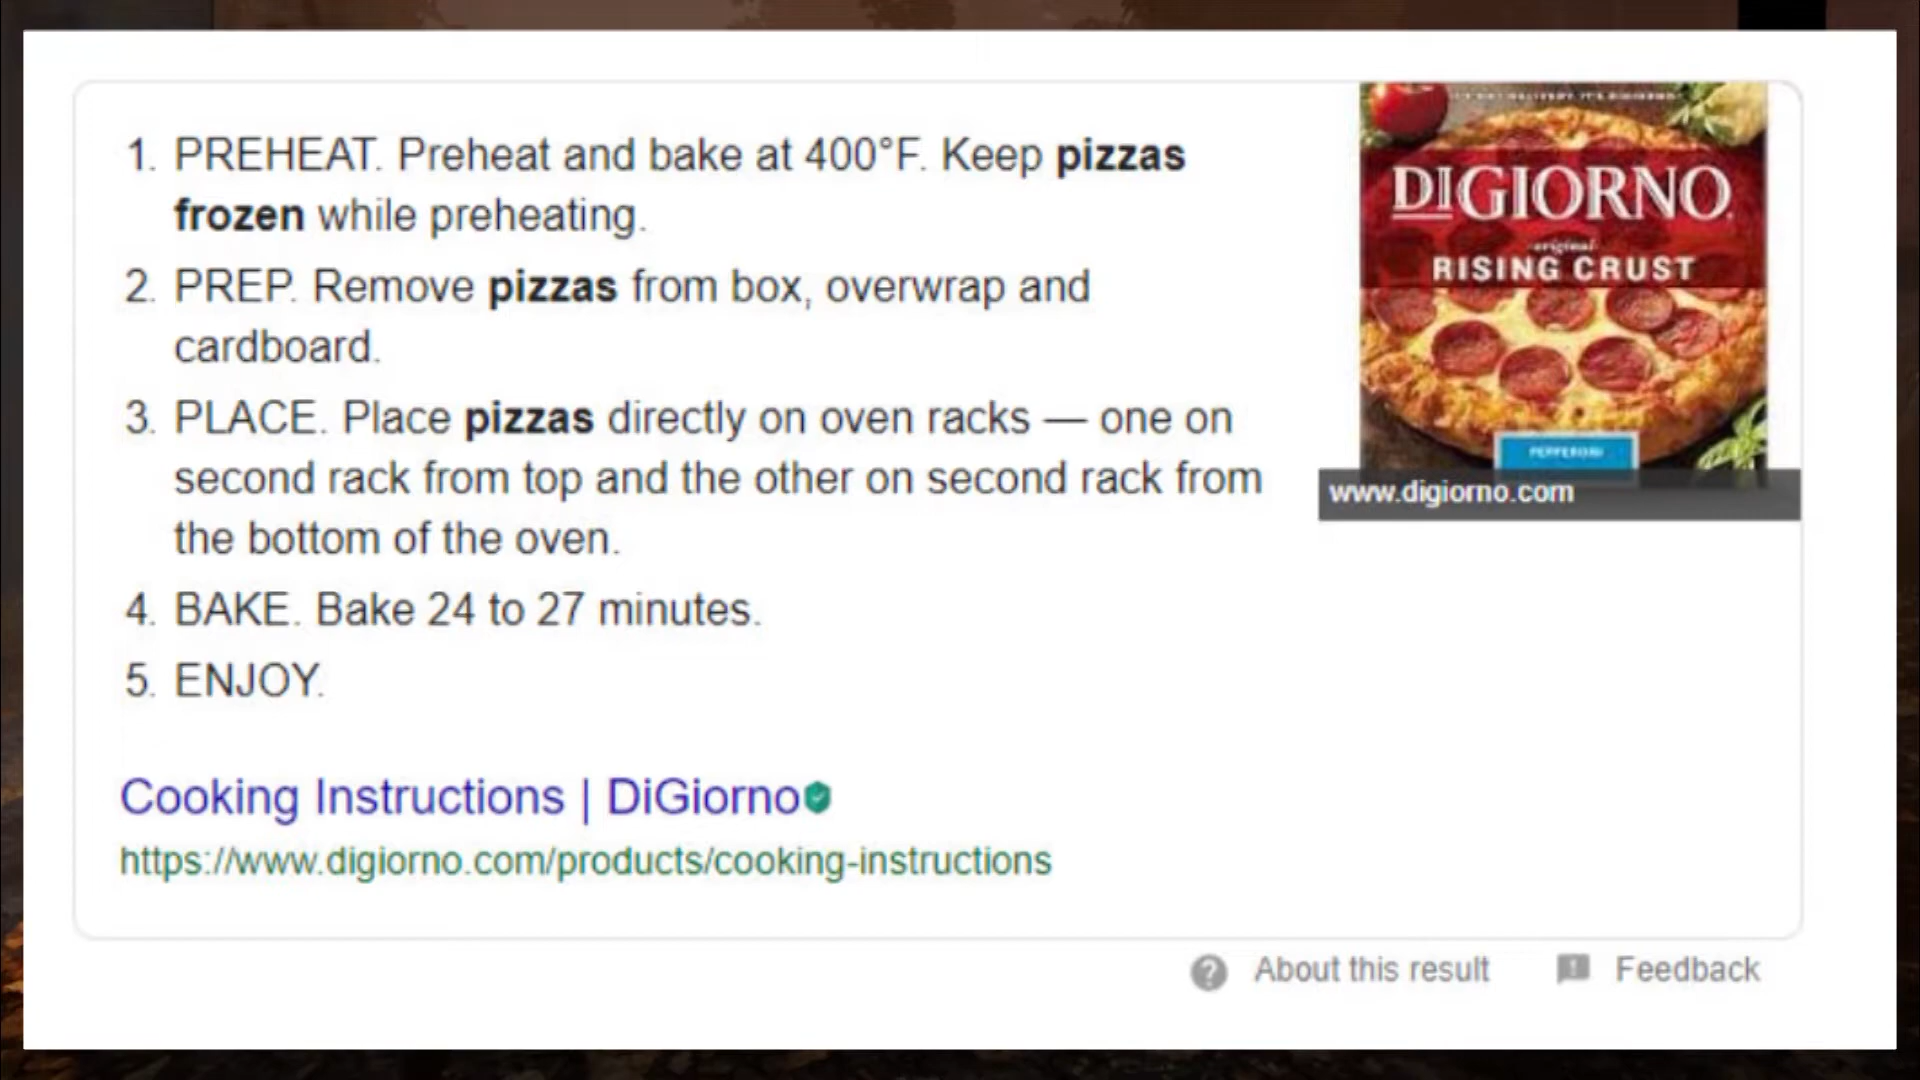 1. PREHEAT. Preheat and bake at 400°F. Keep pizzas
frozen while preheating.
2. PREP. Remove pizzas from box, overwrap and
cardboard.
3. PLACE. Place pizzas directly on oven racks — one on
second rack from top and the other on second rack from
the bottom of the oven.
4. BAKE. Bake 24 to 27 minutes.
5. ENJOY.
DIGIORNO
original
RISING CRUST
PEPPERONI
www.digiorno.com
Cooking Instructions | DiGiorno
https://www.digiorno.com/products/cooking-instructions
About this result
Feedback